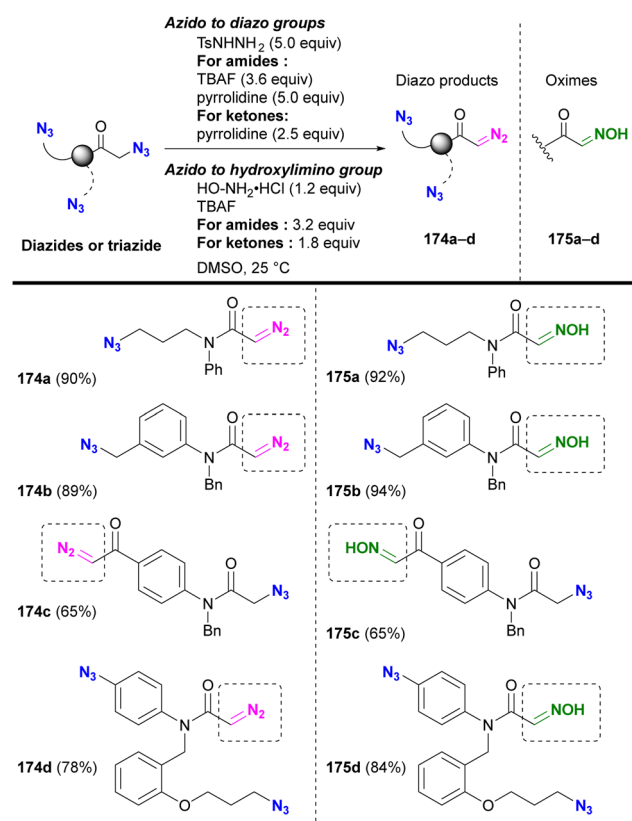 Azido to diazo groups
TsNHNH₂ (5.0 equiv)
For amides :
TBAF (3.6 equiv)
pyrrolidine (5.0 equiv)
For ketones:
pyrrolidine (2.5 equiv)
Azido to hydroxylimino group
HO-NH₂•HCl (1.2 equiv)
TBAF
For amides : 3.2 equiv
For ketones : 1.8 equiv
DMSO, 25 °C
N₃
O
N₃
N₃
Diazides or triazide
Diazo products
N₃
O
N₂
N₃
174a–d
Oximes
O
NOH
175a–d
N₃
N
Ph
O
N₂
174a (90%)
N₃
N
Ph
O
NOH
175a (92%)
N₃
N
Bn
O
N₂
174b (89%)
N₃
N
Bn
O
NOH
175b (94%)
N₂
O
N
Bn
O
N₃
174c (65%)
HON
O
N
Bn
O
N₃
175c (65%)
N₃
N
O
N₂
O
N₃
174d (78%)
N₃
N
O
NOH
O
N₃
175d (84%)